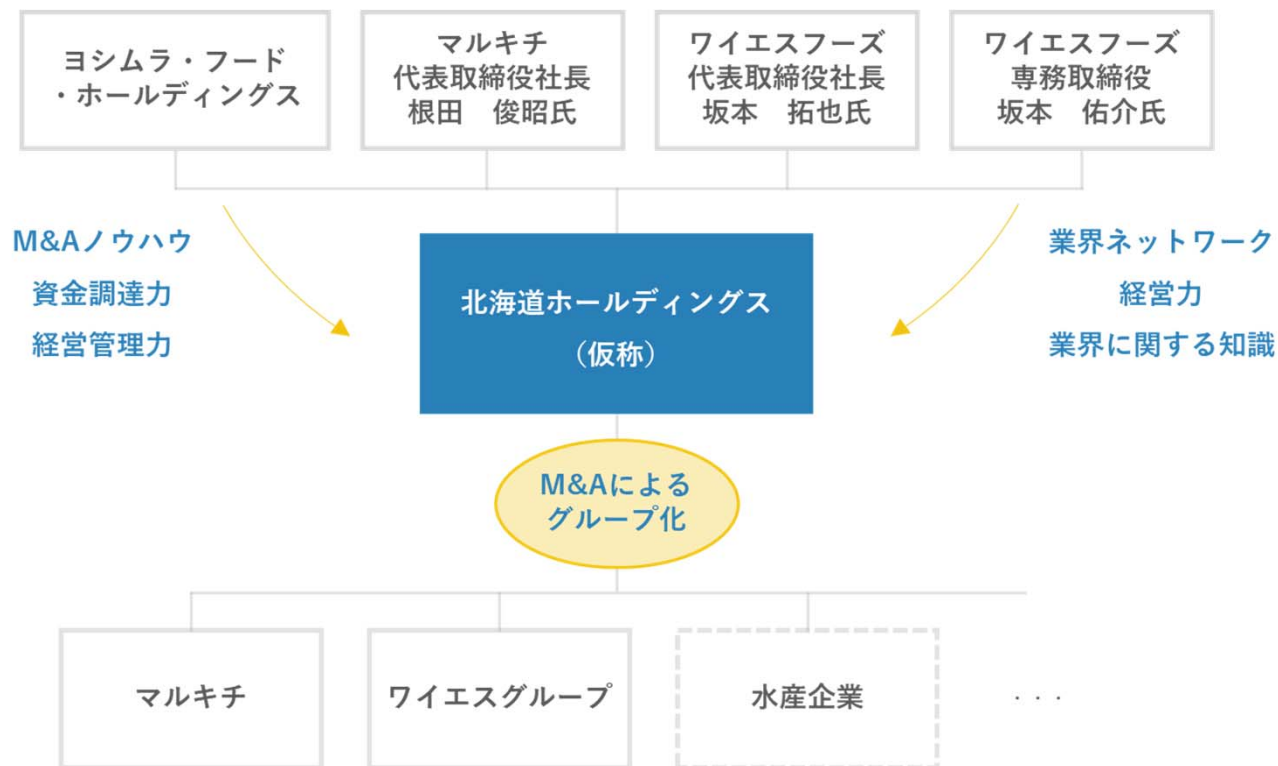 ヨシムラ・フード
・ホールディングス
マルキチ
代表取締役社長
根田　俊昭氏
ワイエスフーズ
代表取締役社長
坂本　拓也氏
ワイエスフーズ
専務取締役
坂本　佑介氏
M&Aノウハウ
資金調達力
経営管理力
北海道ホールディングス
（仮称）
業界ネットワーク
経営力
業界に関する知識
M&Aによる
グループ化
マルキチ
ワイエスグループ
水産企業
・・・